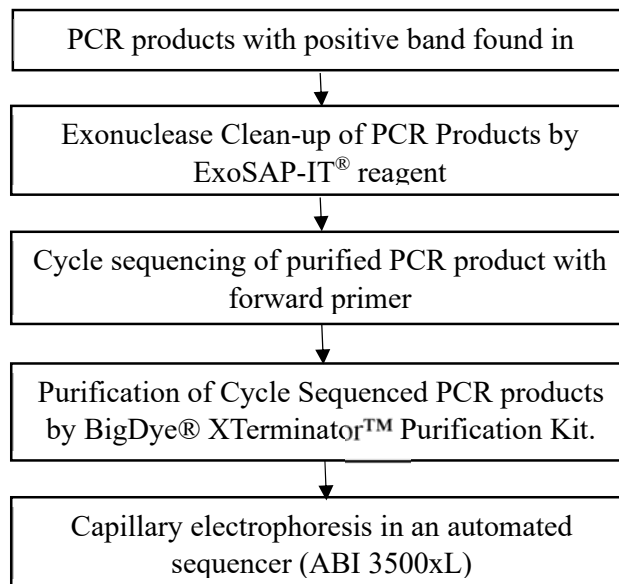 PCR products with positive band found in
Exonuclease Clean-up of PCR Products by
ExoSAP-IT® reagent
Cycle sequencing of purified PCR product with
forward primer
Purification of Cycle Sequenced PCR products
by BigDye® XTerminator™ Purification Kit.
Capillary electrophoresis in an automated
sequencer (ABI 3500xL)